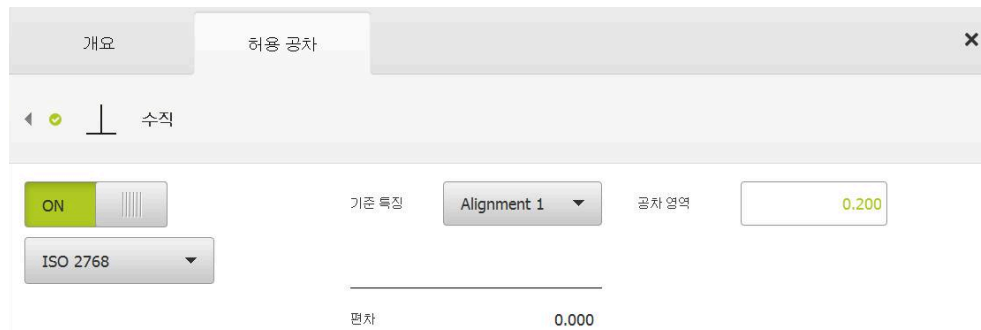 개요 허용 공차
수직
ON 기준 특징 Alignment 1 공차 영역 0.200
ISO 2768
편차 0.000